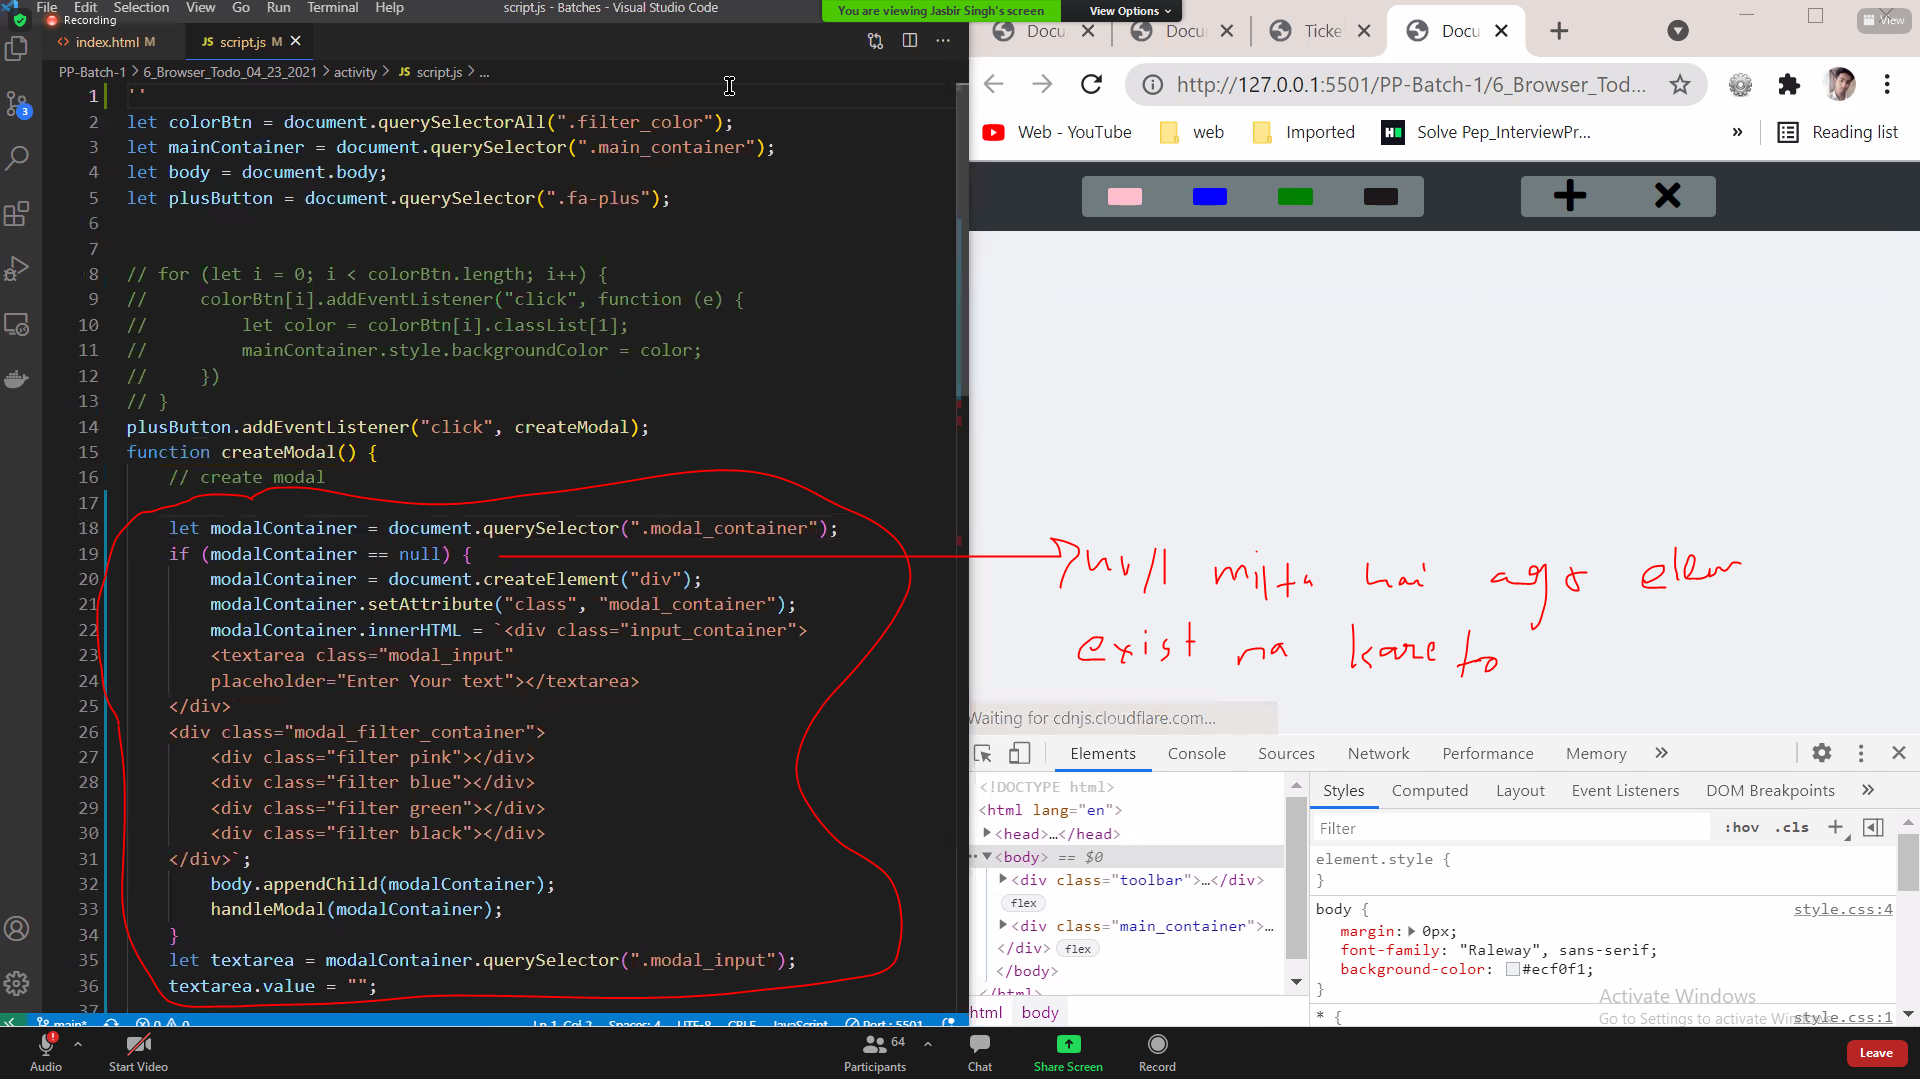 File Edit Selection View Go Run Terminal Help
script.js - Batches - Visual Studio Code
You are viewing Jasbir Singh's screen
View Options
View
Recording
index.html M
JS script.js M
PP-Batch-1 > 6_Browser_Todo_04_23_2021 > activity > JS script.js > ...
1 ''
2 let colorBtn = document.querySelectorAll(".filter_color");
3 let mainContainer = document.querySelector(".main_container");
4 let body = document.body;
5 let plusButton = document.querySelector(".fa-plus");
6
7
8 // for (let i = 0; i < colorBtn.length; i++) {
9 // colorBtn[i].addEventListener("click", function (e) {
10 // let color = colorBtn[i].classList[1];
11 // mainContainer.style.backgroundColor = color;
12 // })
13 // }
14 plusButton.addEventListener("click", createModal);
15 function createModal() {
16 // create modal
17
18 let modalContainer = document.querySelector(".modal_container");
19 if (modalContainer == null) {
20 modalContainer = document.createElement("div");
21 modalContainer.setAttribute("class", "modal_container");
22 modalContainer.innerHTML = `<div class="input_container">
23 <textarea class="modal_input"
24 placeholder="Enter Your text"></textarea>
25 </div>
26 <div class="modal_filter_container">
27 <div class="filter pink"></div>
28 <div class="filter blue"></div>
29 <div class="filter green"></div>
30 <div class="filter black"></div>
31 </div>`;
32 body.appendChild(modalContainer);
33 handleModal(modalContainer);
34 }
35 let textarea = modalContainer.querySelector(".modal_input");
36 textarea.value = "";
37
3
main* 0 0 Ln 1, Col 2 Spaces: 4 UTF-8 CRLF JavaScript Port : 5501
Docu
Docu
Ticke
Docu
http://127.0.0.1:5501/PP-Batch-1/6_Browser_Tod...
Web - YouTube
web
Imported
Solve Pep_InterviewPr...
»
Reading list
null milta hai agr elem
exist na kare to
Waiting for cdnjs.cloudflare.com...
Elements Console Sources Network Performance Memory »
<!DOCTYPE html>
<html lang="en">
<head>…</head>
<body> == $0
<div class="toolbar">…</div>
flex
<div class="main_container">…
</div> flex
</body>
</html>
html body
Styles Computed Layout Event Listeners DOM Breakpoints »
Filter
:hov .cls +
element.style {
}
body { style.css:4
margin: 0px;
font-family: "Raleway", sans-serif;
background-color: #ecf0f1;
}
* { style.css:1
Activate Windows
Go to Settings to activate Windows.
Audio
Start Video
64
Participants
Chat
Share Screen
Record
Leave